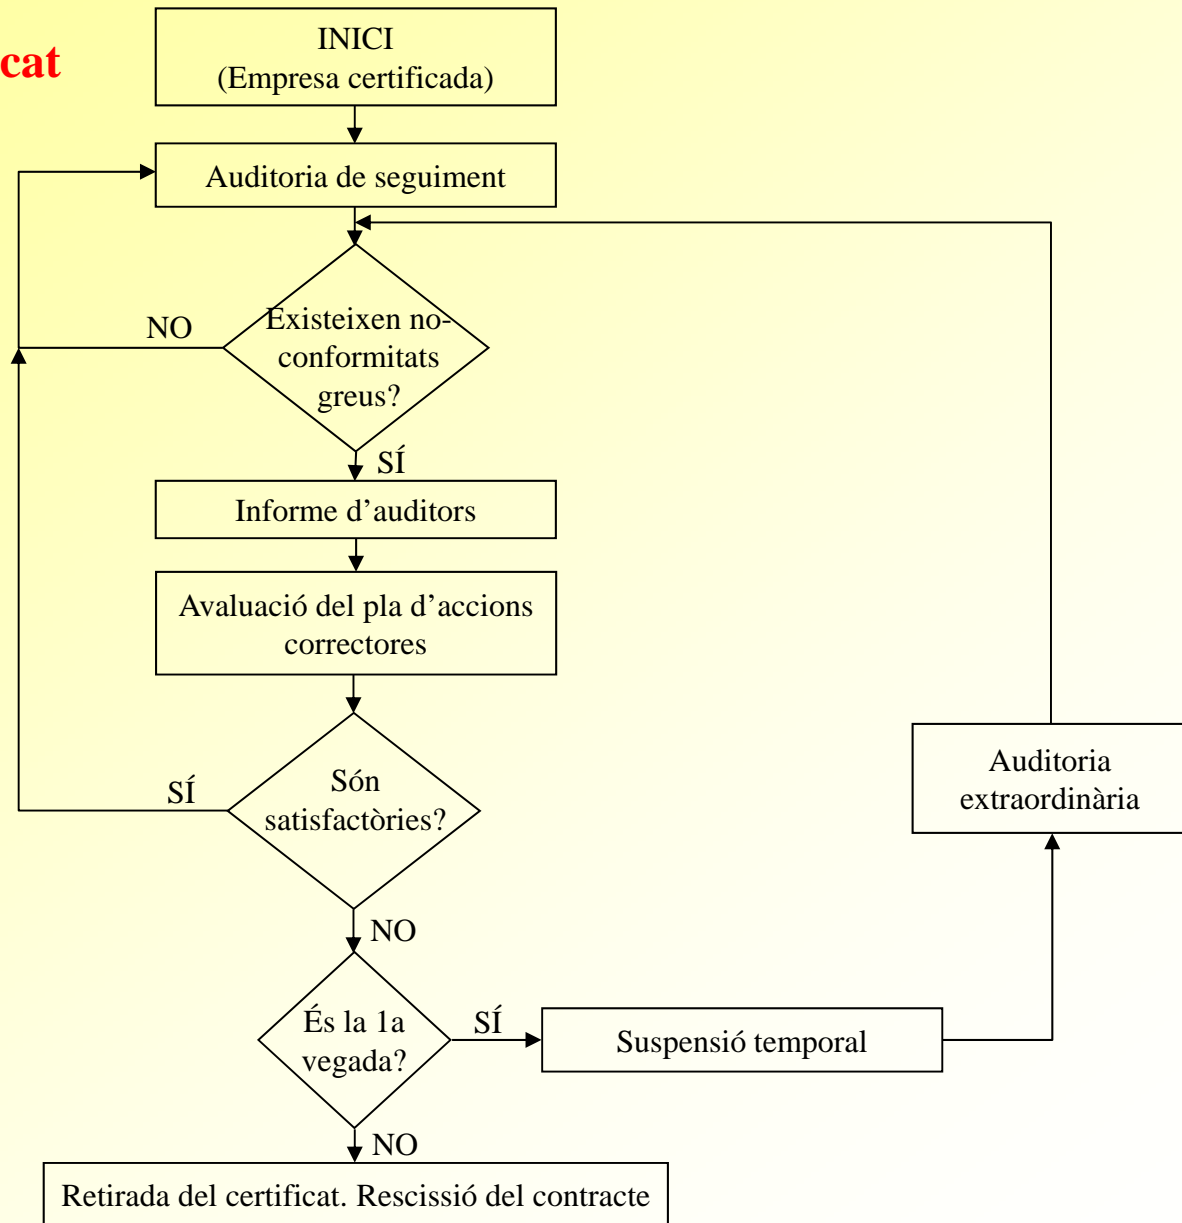 cat
INICI
(Empresa certificada)
Auditoria de seguiment
NO
Existeixen no-
conformitats
greus?
SÍ
Informe d’auditors
Avaluació del pla d’accions
correctores
SÍ
Són
satisfactòries?
Auditoria
extraordinària
NO
És la 1a
vegada?
SÍ
Suspensió temporal
NO
Retirada del certificat. Rescissió del contracte